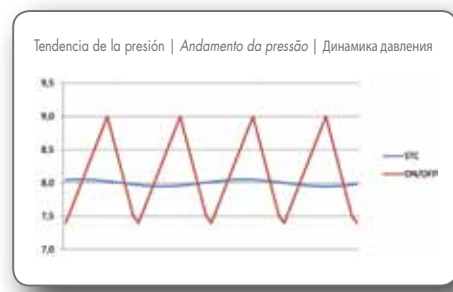 Tendencia de la presión | Andamento da pressão | Динамика давления
9,5
9,0
8,5
8,0
7,5
7,0
STC
ON/OFF